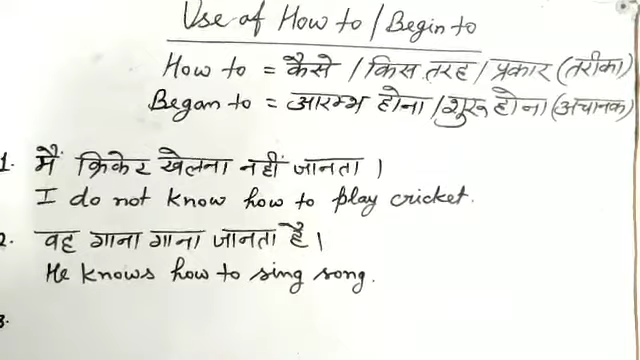 Use of How to / Begin to
How to = कैसे / किस तरह / प्रकार (तरीका)
Began to = आरम्भ होना / शुरू होना (अचानक)
1. मैं क्रिकेट खेलना नहीं जानता।
I do not know how to play cricket.
2. वह गाना गाना जानता है।
He knows how to sing song.
3.